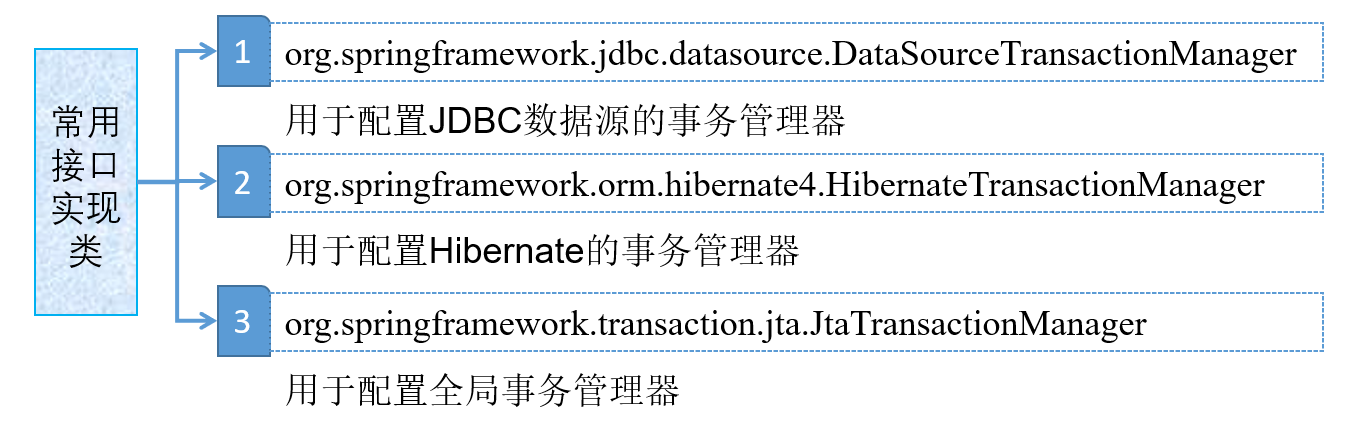 常用
接口
实现
类
1
org.springframework.jdbc.datasource.DataSourceTransactionManager
用于配置JDBC数据源的事务管理器
2
org.springframework.orm.hibernate4.HibernateTransactionManager
用于配置Hibernate的事务管理器
3
org.springframework.transaction.jta.JtaTransactionManager
用于配置全局事务管理器